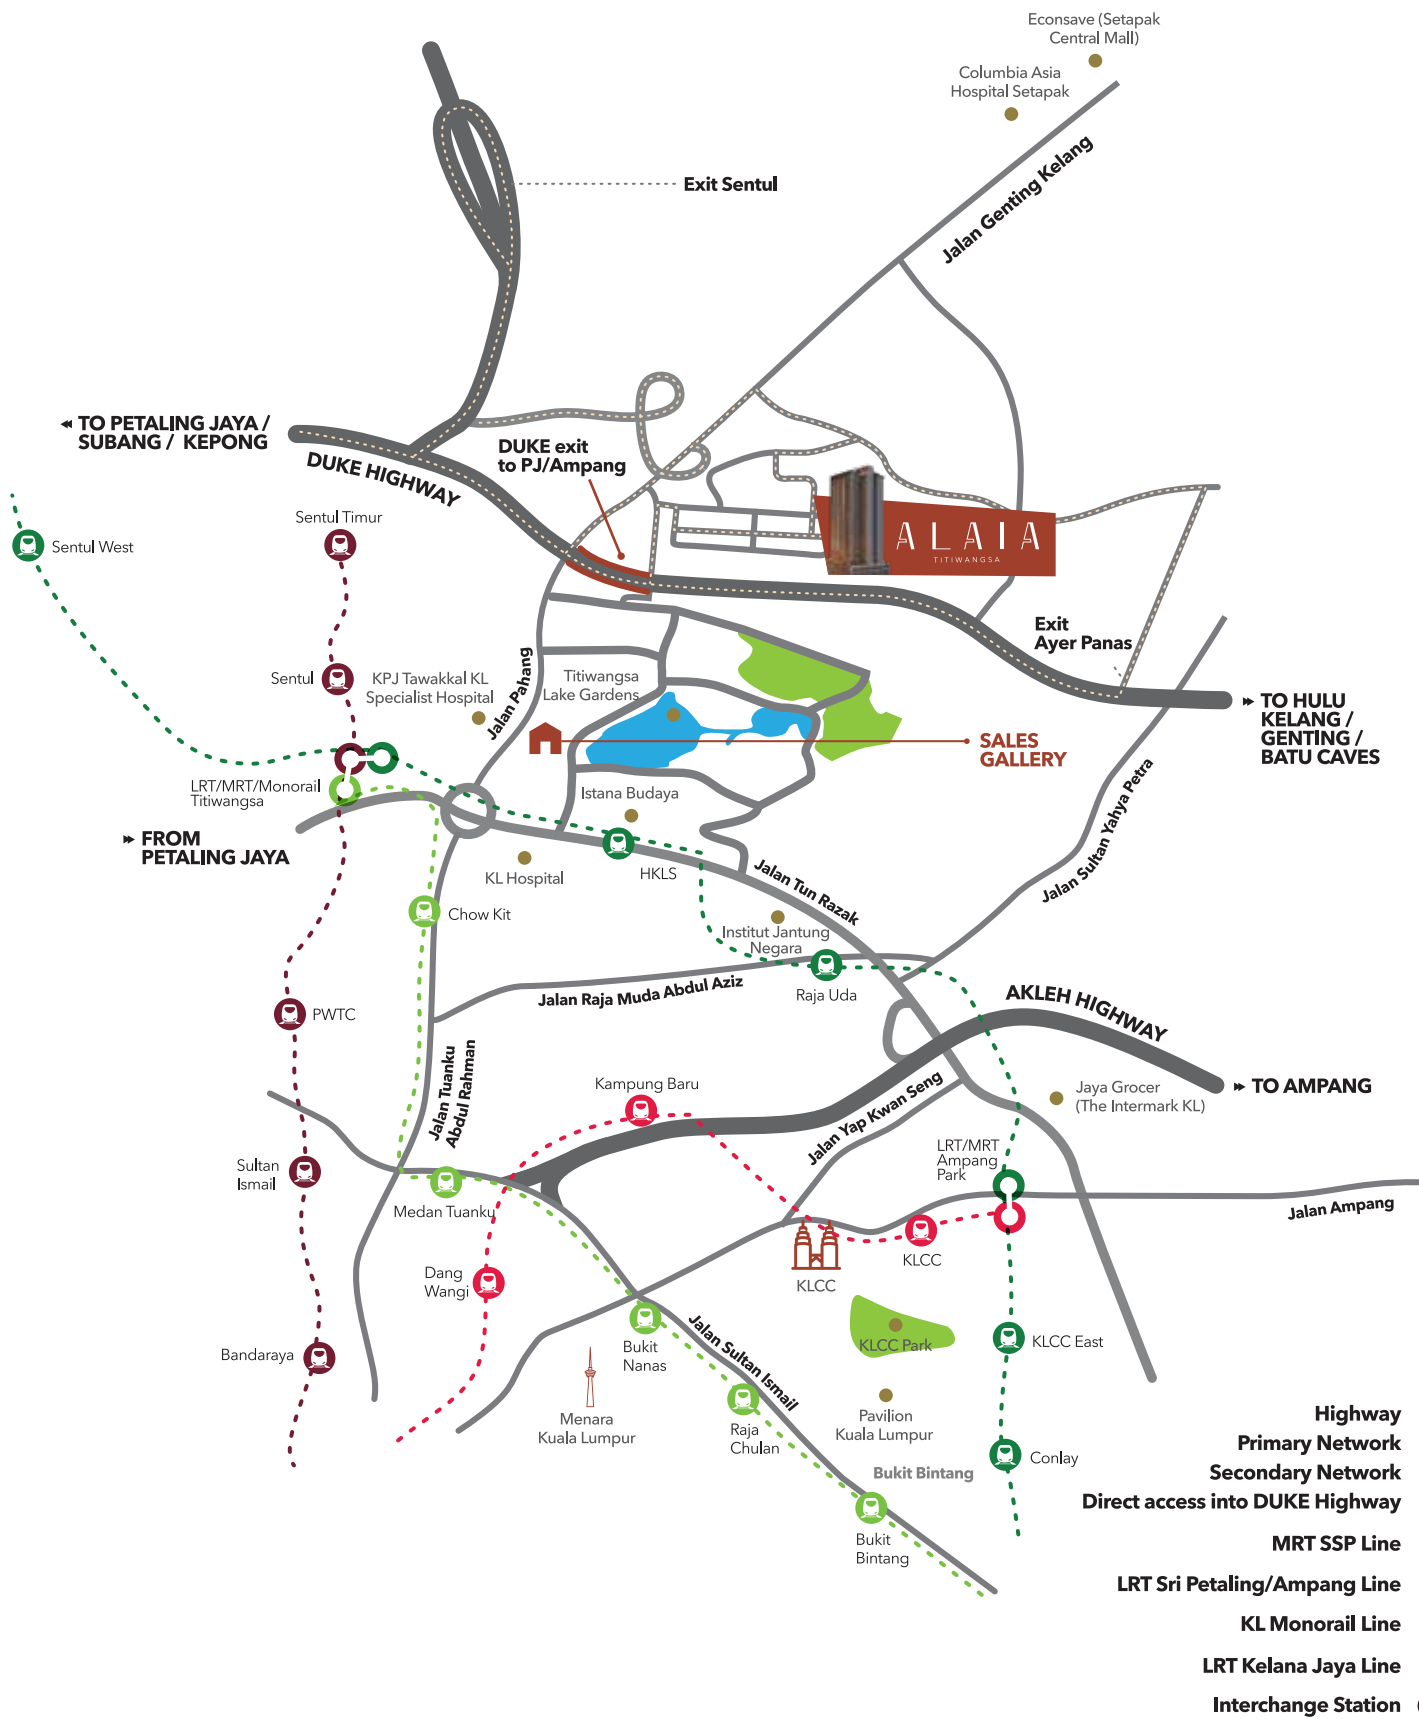 Econsave (Setapak
Central Mall)
Columbia Asia
Hospital Setapak
Jalan Genting Kelang
Exit Sentul
TO PETALING JAYA /
SUBANG / KEPONG
DUKE HIGHWAY
DUKE exit
to PJ/Ampang
Sentul Timur
Sentul West
ALAIA
TITIWANGSA
Exit
Ayer Panas
Sentul
KPJ Tawakkal KL
Specialist Hospital
Jalan Pahang
Titiwangsa
Lake Gardens
TO HULU
KELANG /
GENTING /
BATU CAVES
SALES
GALLERY
LRT/MRT/Monorail
Titiwangsa
Istana Budaya
Jalan Sultan Yahya Petra
FROM
PETALING JAYA
KL Hospital
HKLS
Jalan Tun Razak
Chow Kit
Institut Jantung
Negara
Raja Uda
Jalan Raja Muda Abdul Aziz
AKLEH HIGHWAY
PWTC
Jalan Tuanku
Abdul Rahman
Kampung Baru
Jalan Yap Kwan Seng
Jaya Grocer
(The Intermark KL)
TO AMPANG
LRT/MRT
Ampang
Park
Sultan
Ismail
Medan Tuanku
Jalan Ampang
Dang
Wangi
KLCC
KLCC
Bukit
Nanas
Jalan Sultan Ismail
KLCC Park
KLCC East
Bandaraya
Menara
Kuala Lumpur
Raja
Chulan
Pavilion
Kuala Lumpur
Bukit Bintang
Conlay
Bukit
Bintang
Highway
Primary Network
Secondary Network
Direct access into DUKE Highway
MRT SSP Line
LRT Sri Petaling/Ampang Line
KL Monorail Line
LRT Kelana Jaya Line
Interchange Station